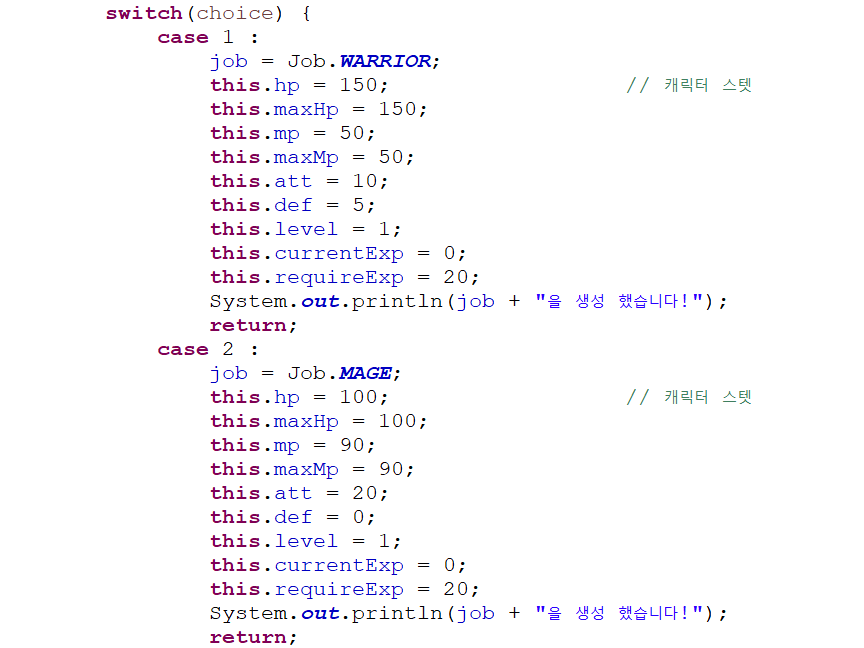 switch(choice) {
case 1 :
job = Job.WARRIOR;
this.hp = 150; // 캐릭터 스텟
this.maxHp = 150;
this.mp = 50;
this.maxMp = 50;
this.att = 10;
this.def = 5;
this.level = 1;
this.currentExp = 0;
this.requireExp = 20;
System.out.println(job + "을 생성 했습니다!");
return;
case 2 :
job = Job.MAGE;
this.hp = 100; // 캐릭터 스텟
this.maxHp = 100;
this.mp = 90;
this.maxMp = 90;
this.att = 20;
this.def = 0;
this.level = 1;
this.currentExp = 0;
this.requireExp = 20;
System.out.println(job + "을 생성 했습니다!");
return;